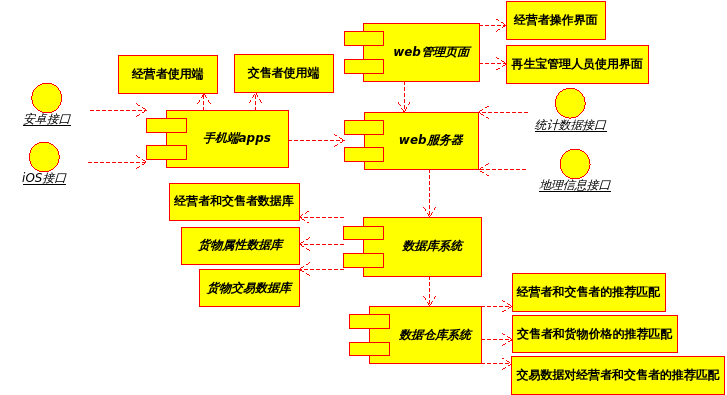 经营者操作界面
web管理页面
再生宝管理人员使用界面
经营者使用端
交售者使用端
安卓接口
统计数据接口
手机端apps
web服务器
iOS接口
地理信息接口
经营者和交售者数据库
货物属性数据库
数据库系统
货物交易数据库
经营者和交售者的推荐匹配
数据仓库系统
交售者和货物价格的推荐匹配
交易数据对经营者和交售者的推荐匹配